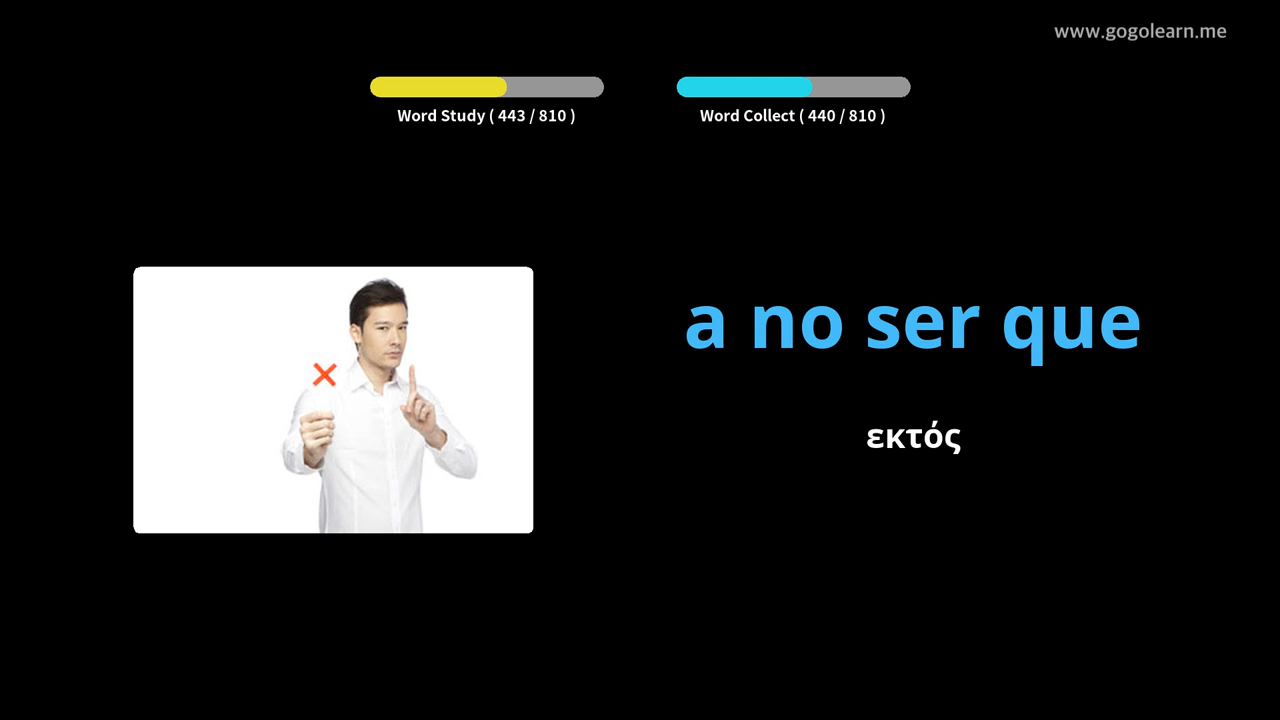 www.gogolearn.me
Word Study ( 443 / 810 )
Word Collect ( 440 / 810 )
a no ser que
εκτός